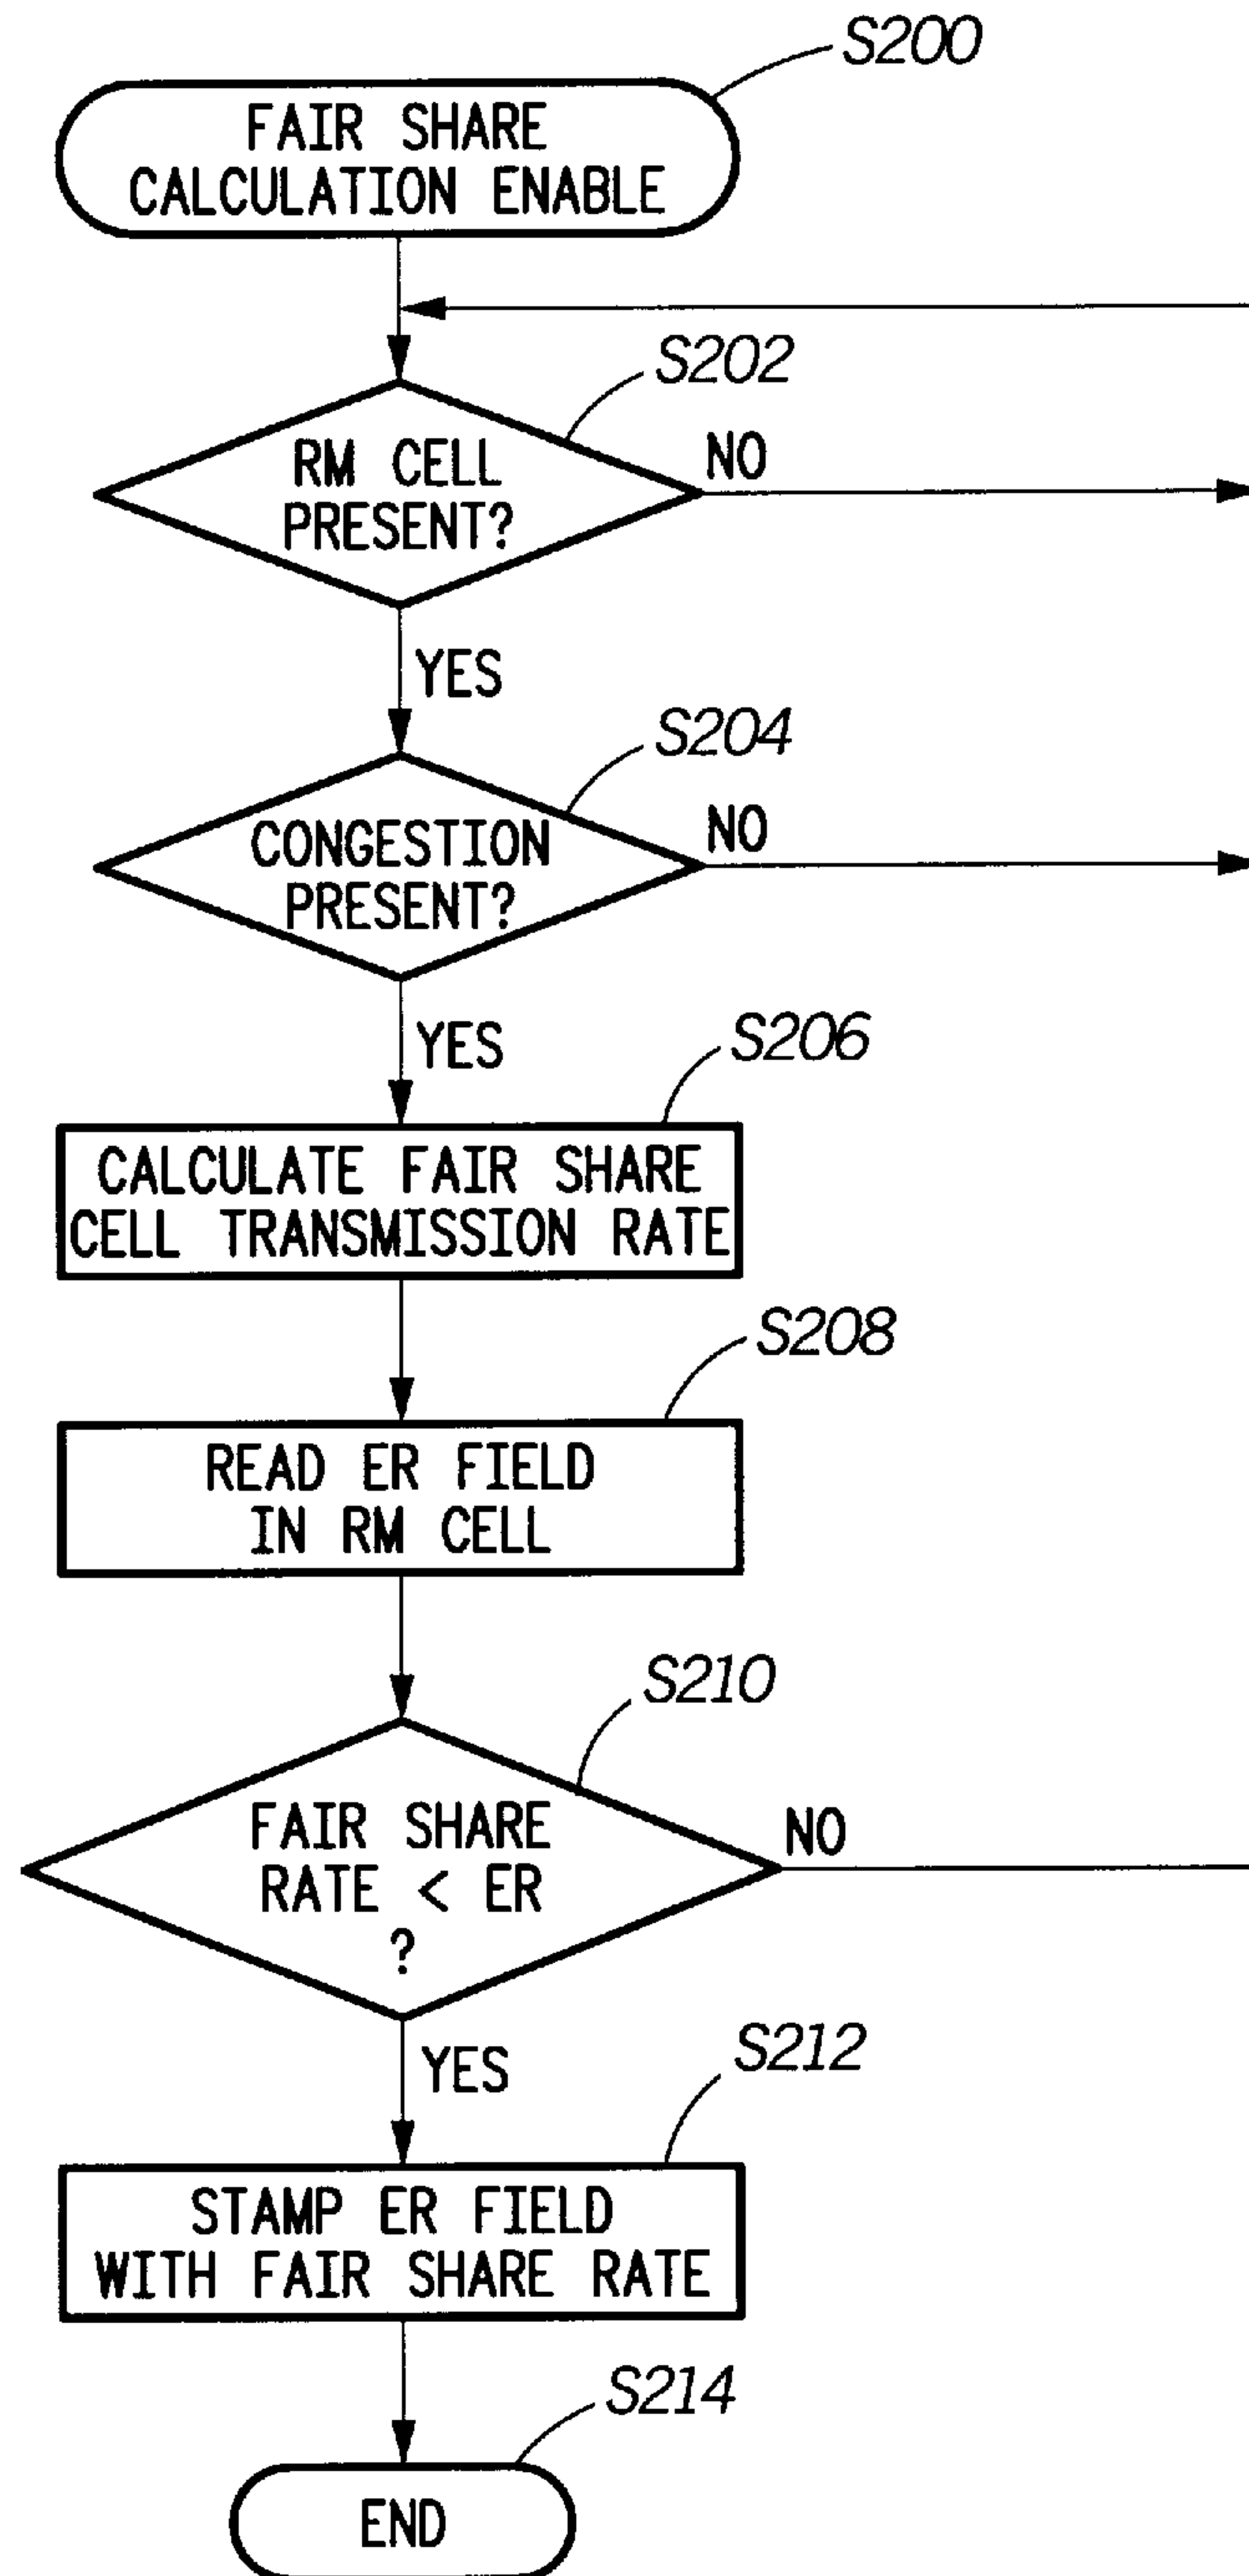 S200
FAIR SHARE
CALCULATION ENABLE
S202
RM CELL
PRESENT?
NO
YES
S204
CONGESTION
PRESENT?
NO
YES
S206
CALCULATE FAIR SHARE
CELL TRANSMISSION RATE
S208
READ ER FIELD
IN RM CELL
S210
FAIR SHARE
RATE < ER
?
NO
YES
S212
STAMP ER FIELD
WITH FAIR SHARE RATE
S214
END